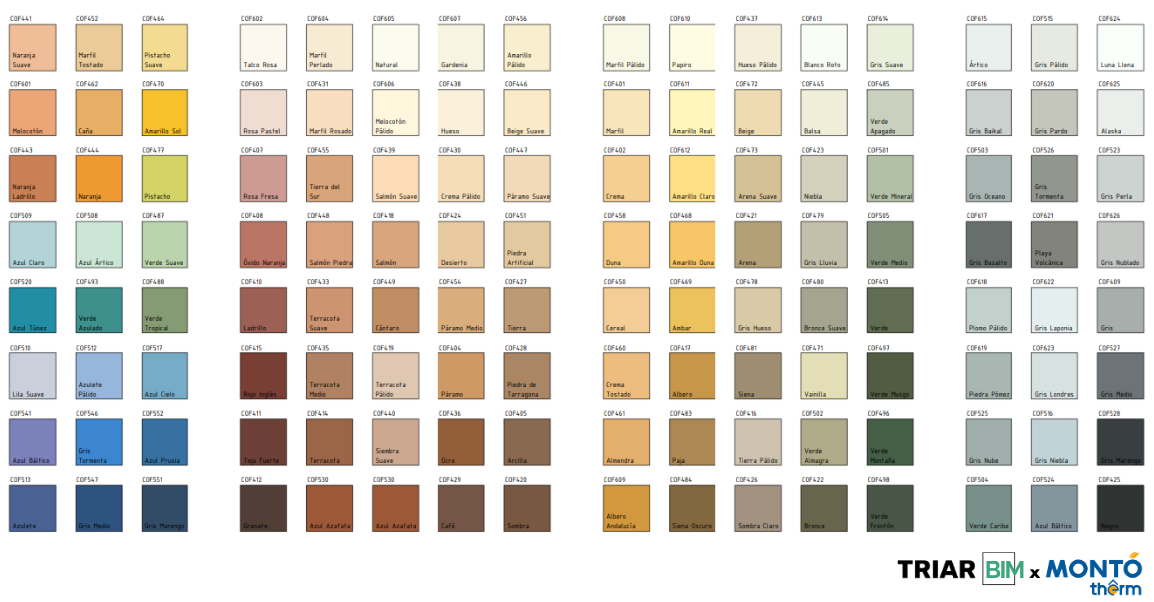 COF441 COF452 COF464
Naranja Suave
Marfil Tostado
Pistacho Suave
COF601 COF462 COF470
Melocotón
Caña
Amarillo Sol
COF443 COF444 COF477
Naranja Ladrillo
Naranja
Pistacho
COF509 COF508 COF487
Azul Claro
Azul Ártico
Verde Suave
COF520 COF493 COF488
Azul Túnez
Verde Azulado
Verde Tropical
COF510 COF512 COF517
Lila Suave
Azulete Pálido
Azul Cielo
COF541 COF546 COF552
Azul Báltico
Gris Tormenta
Azul Prusia
COF513 COF547 COF551
Azulete
Gris Medio
Gris Marengo
COF602 COF604 COF605 COF607 COF456
Talco Rosa
Marfil Perlado
Natural
Gardenia
Amarillo Pálido
COF603 COF431 COF606 COF438 COF446
Rosa Pastel
Marfil Rosado
Melocotón Pálido
Hueso
Beige Suave
COF407 COF455 COF439 COF430 COF447
Rosa Fresa
Tierra del Sur
Salmón Suave
Crema Pálido
Páramo Suave
COF408 COF448 COF418 COF424 COF451
Óxido Naranja
Salmón Piedra
Salmón
Desierto
Piedra Artificial
COF410 COF433 COF449 COF454 COF427
Ladrillo
Terracota Suave
Cántaro
Páramo Medio
Tierra
COF415 COF435 COF419 COF404 COF428
Rojo Inglés
Terracota Medio
Terracota Pálido
Páramo
Piedra de Tarragona
COF411 COF414 COF440 COF436 COF405
Teja Fuerte
Terracota
Siembra Suave
Ocre
Arcilla
COF412 COF530 COF530 COF429 COF420
Granate
Azul Azafata
Azul Azafata
Café
Sombra
COF608 COF610 COF437 COF613 COF614
Marfil Pálido
Papiro
Hueso Pálido
Blanco Roto
Gris Suave
COF401 COF611 COF472 COF445 COF485
Marfil
Amarillo Real
Beige
Balsa
Verde Apagado
COF402 COF612 COF473 COF423 COF501
Crema
Amarillo Claro
Arena Suave
Niebla
Verde Mineral
COF458 COF468 COF421 COF479 COF505
Duna
Amarillo Duna
Arena
Gris Lluvia
Verde Medio
COF450 COF469 COF478 COF480 COF413
Cereal
Ambar
Gris Hueso
Bronce Suave
Verde
COF460 COF417 COF481 COF471 COF497
Crema Tostado
Albero
Siena
Vainilla
Verde Musgo
COF461 COF483 COF416 COF502 COF496
Almendra
Paja
Tierra Pálido
Verde Almagra
Verde Montaña
COF609 COF484 COF426 COF422 COF498
Albero Andalucía
Siena Oscuro
Sombra Claro
Bronce
Verde Frontón
COF615 COF515 COF624
Ártico
Gris Pálido
Luna Llena
COF616 COF620 COF625
Gris Baikal
Gris Pardo
Alaska
COF503 COF526 COF523
Gris Oceano
Gris Tormenta
Gris Perla
COF617 COF621 COF626
Gris Basalto
Playa Volcánica
Gris Nublado
COF618 COF622 COF409
Plomo Pálido
Gris Laponia
Gris
COF619 COF623 COF527
Piedra Pómez
Gris Londres
Gris Medio
COF525 COF516 COF528
Gris Nube
Gris Niebla
Gris Marengo
COF504 COF524 COF425
Verde Caribe
Azul Báltico
Negro
TRIAR BIM x MONTÓ
thêrm